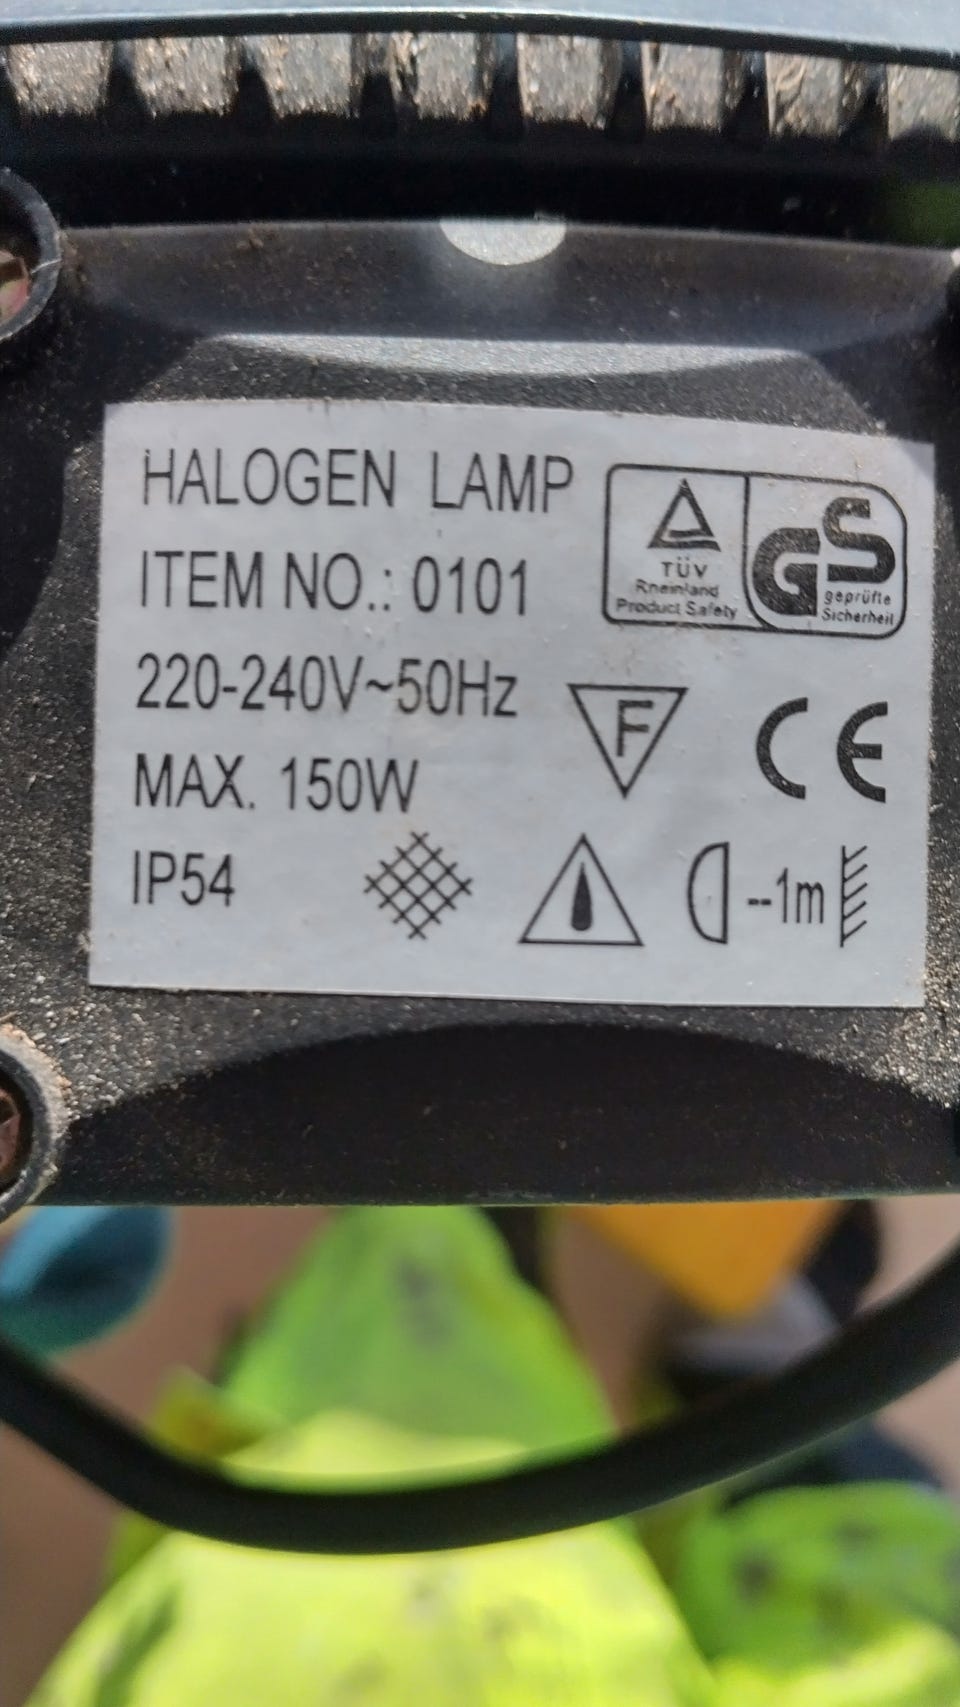 HALOGEN LAMP
ITEM NO.: 0101
220-240V~50Hz
MAX. 150W
IP54
TÜV
Rheinland
Product Safety
GS
geprüfte
Sicherheit
F
CE
--1m